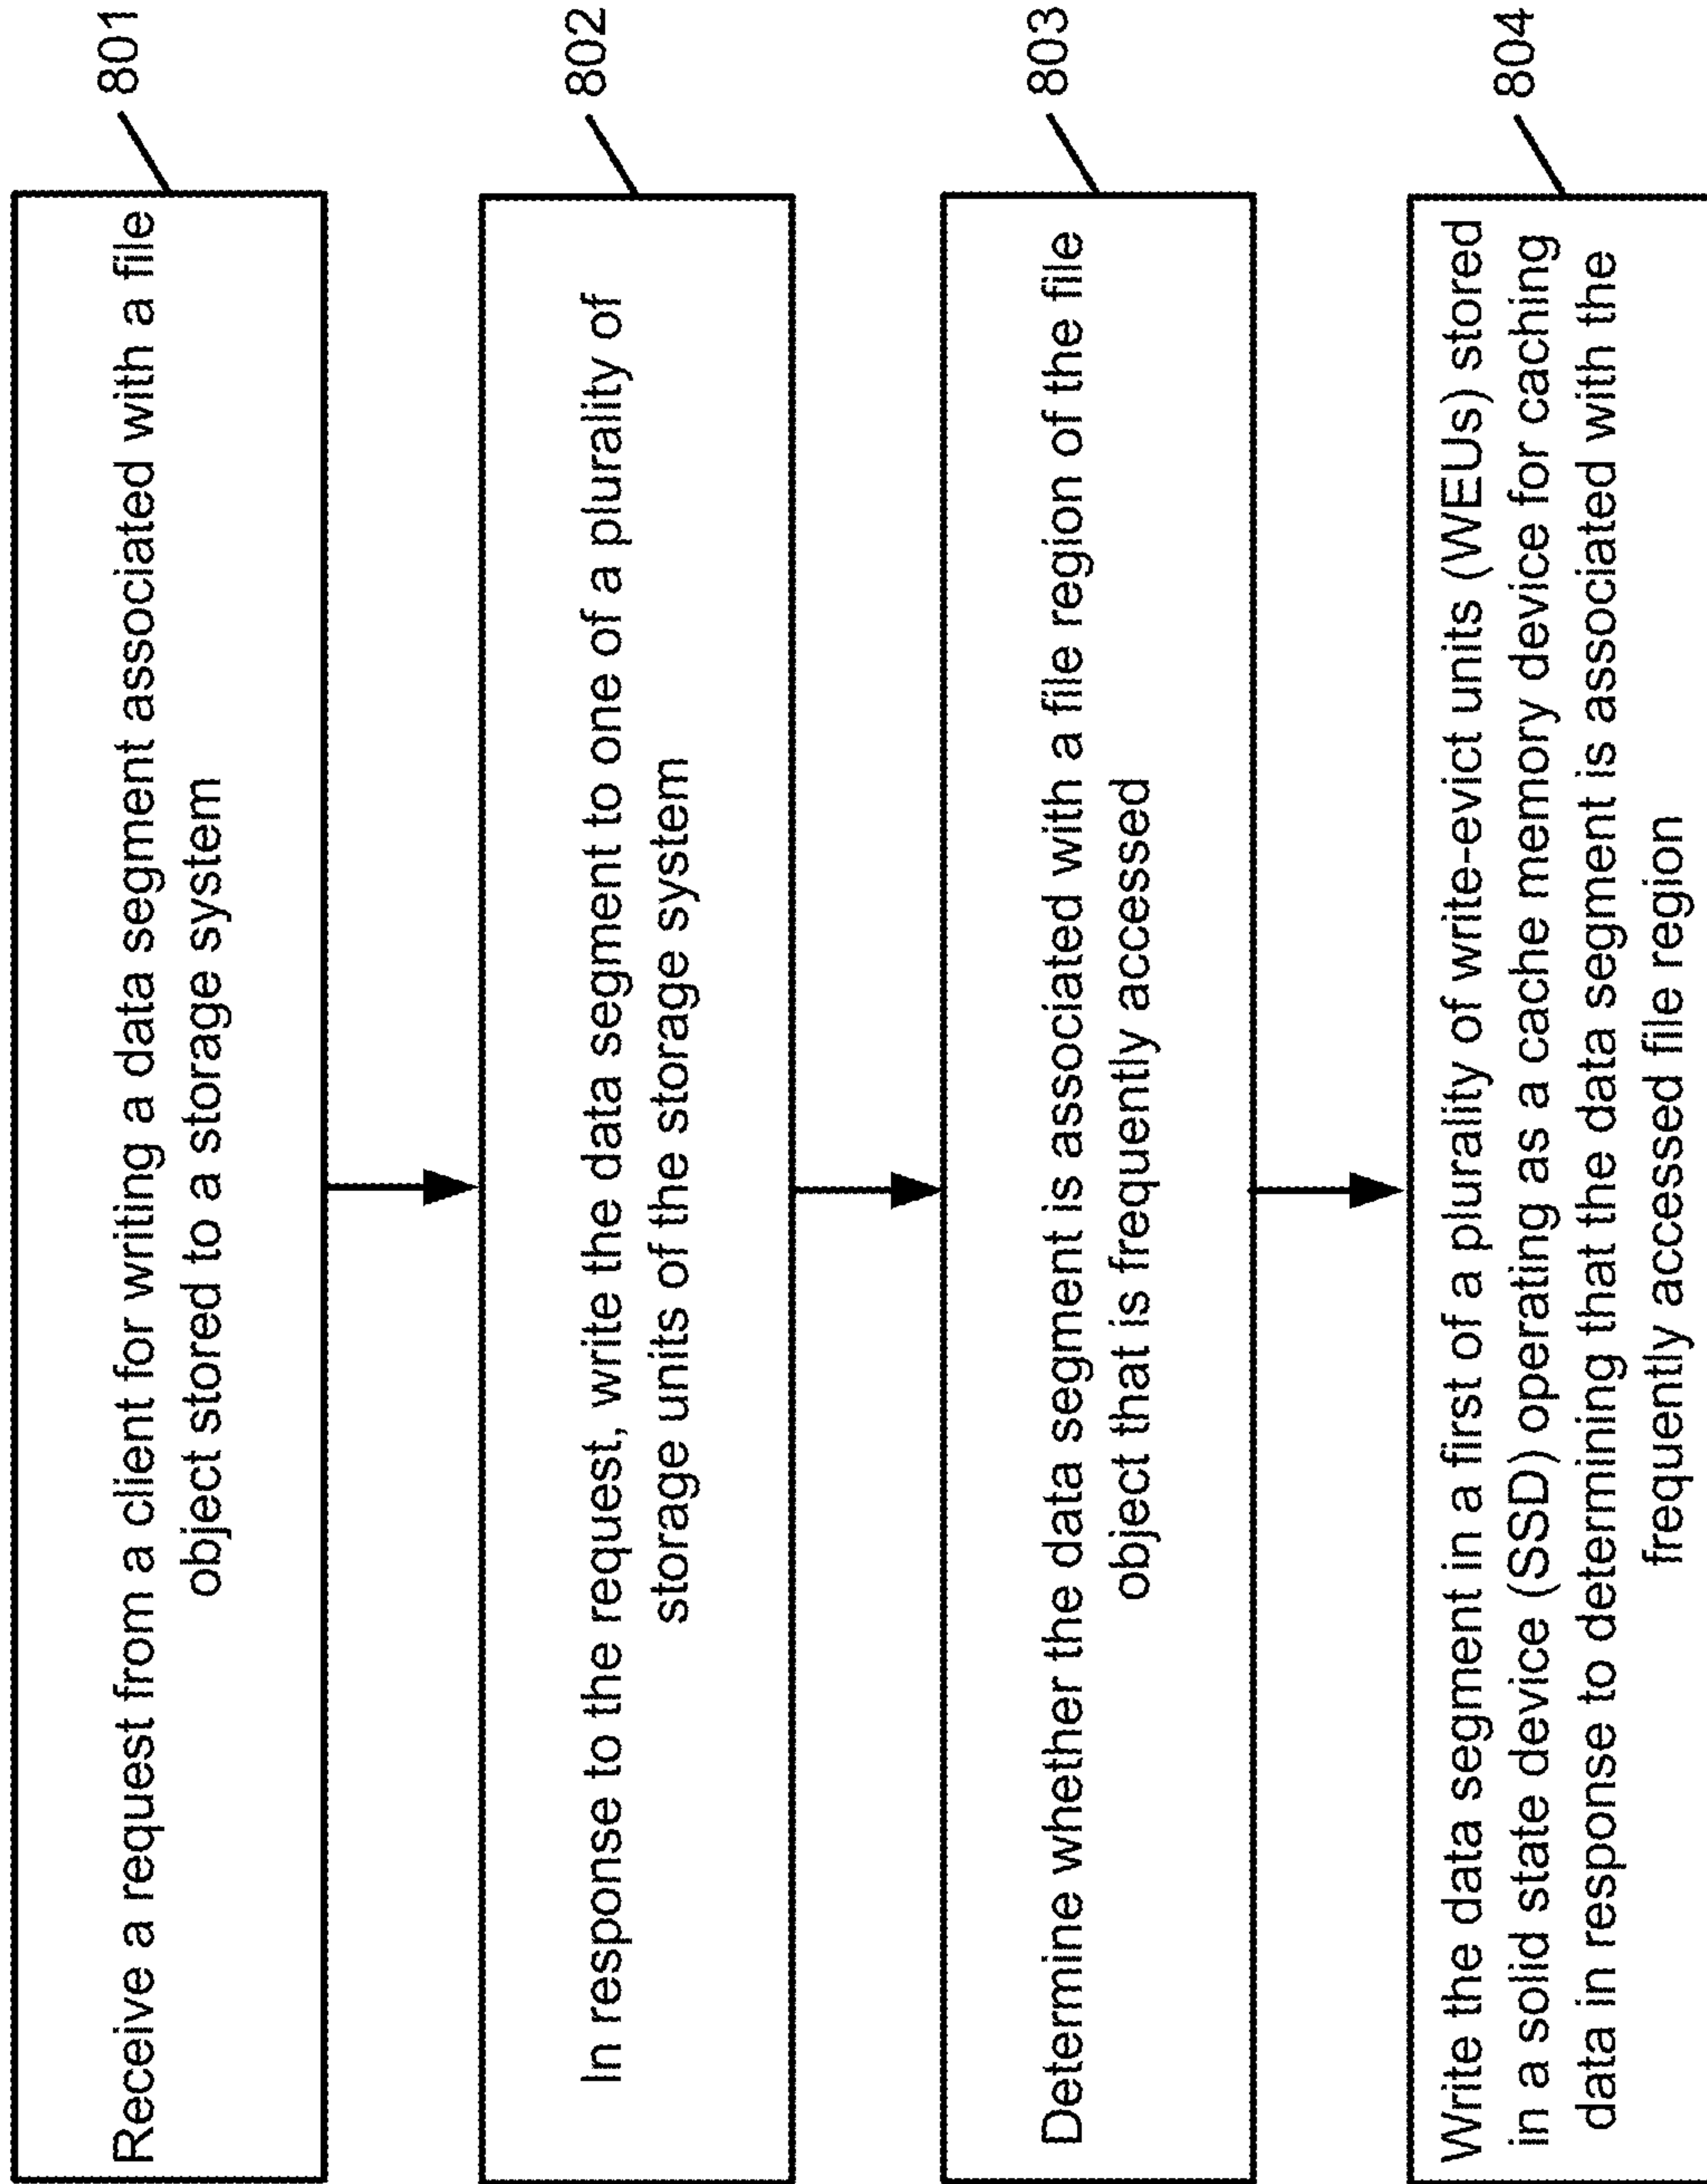 Receive a request from a client for writing a data segment associated with a file
object stored to a storage system
801
In response to the request, write the data segment to one of a plurality of
storage units of the storage system
802
Determine whether the data segment is associated with a file region of the file
object that is frequently accessed
803
Write the data segment in a first of a plurality of write-evict units (WEUs) stored
in a solid state device (SSD) operating as a cache memory device for caching
data in response to determining that the data segment is associated with the
frequently accessed file region
804